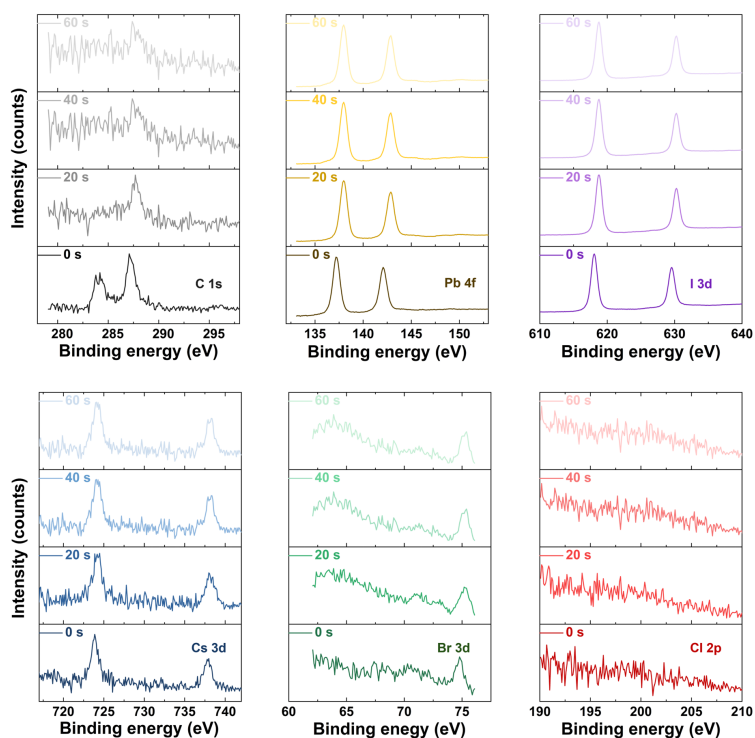 60 s
60 s
60 s
40 s
40 s
40 s
20 s
20 s
20 s
0 s
0 s
0 s
C 1s
Pb 4f
I 3d
Intensity (counts)
280 285 290 295
135 140 145 150
610 620 630 640
Binding energy (eV)
Binding energy (eV)
Binding energy (eV)
60 s
60 s
60 s
40 s
40 s
40 s
20 s
20 s
20 s
0 s
0 s
0 s
Cs 3d
Br 3d
Cl 2p
Intensity (counts)
720 725 730 735 740
60 65 70 75
190 195 200 205 210
Binding energy (eV)
Binding energy (eV)
Binding energy (eV)